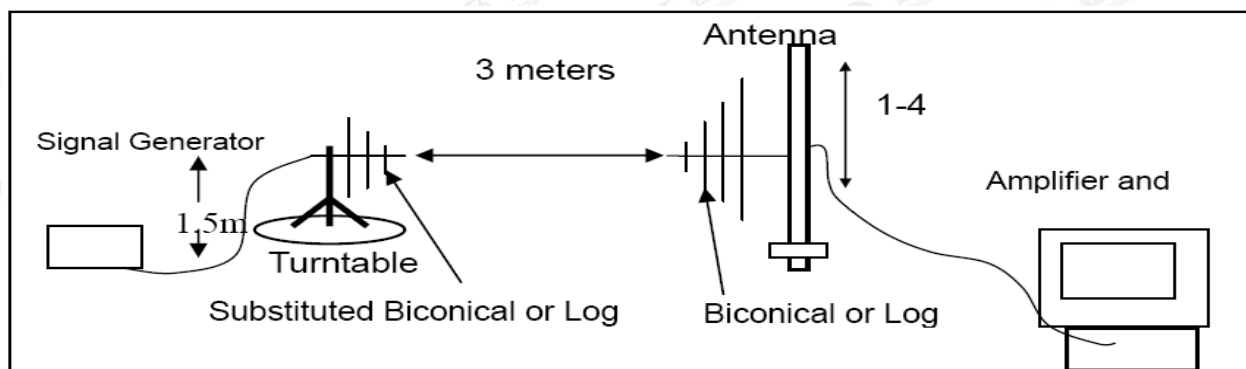 Antenna
3 meters
1-4
Signal Generator
Amplifier and
1.5m
Turntable
Substituted Biconical or Log
Biconical or Log